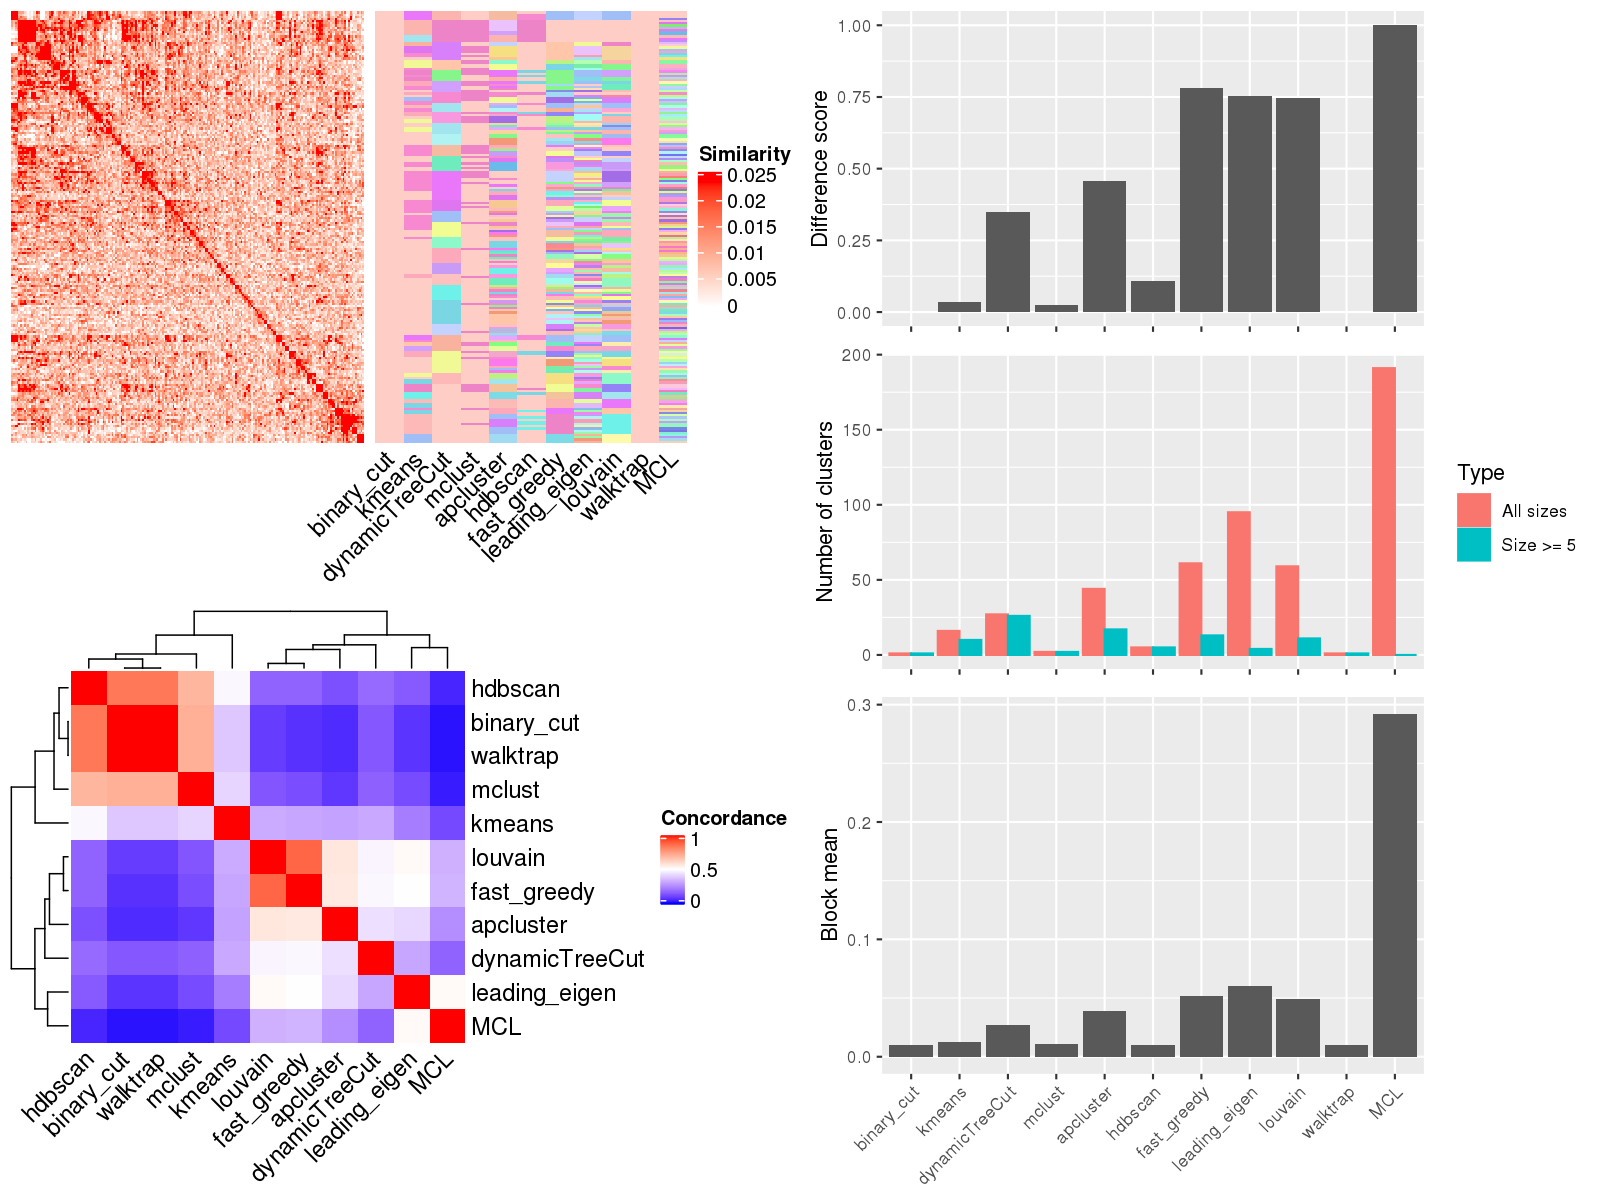 Similarity
0.025
0.02
0.015
0.01
0.005
0
binary_cut
kmeans
dynamicTreeCut
mclust
apcluster
hdbscan
fast_greedy
leading_eigen
louvain
walktrap
MCL
hdbscan
binary_cut
walktrap
mclust
kmeans
louvain
fast_greedy
apcluster
dynamicTreeCut
leading_eigen
MCL
hdbscan
binary_cut
walktrap
mclust
kmeans
louvain
fast_greedy
apcluster
dynamicTreeCut
leading_eigen
MCL
Concordance
1
0.5
0
Difference score
1.00
0.75
0.50
0.25
0.00
Number of clusters
200
150
100
50
0
Type
All sizes
Size >= 5
Block mean
0.3
0.2
0.1
0.0
binary_cut
kmeans
dynamicTreeCut
mclust
apcluster
hdbscan
fast_greedy
leading_eigen
louvain
walktrap
MCL